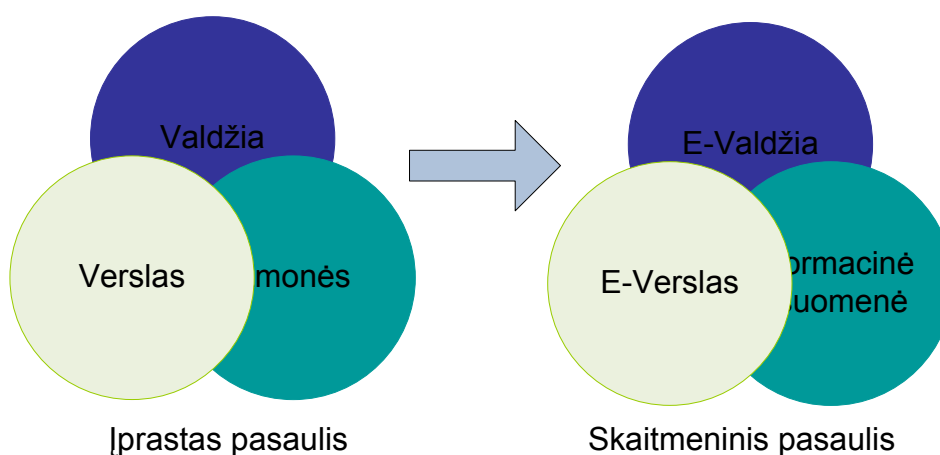 Valdžia
Verslas
monės
Įprastas pasaulis
E-Valdžia
E-Verslas
ormacinė
uomenė
Skaitmeninis pasaulis